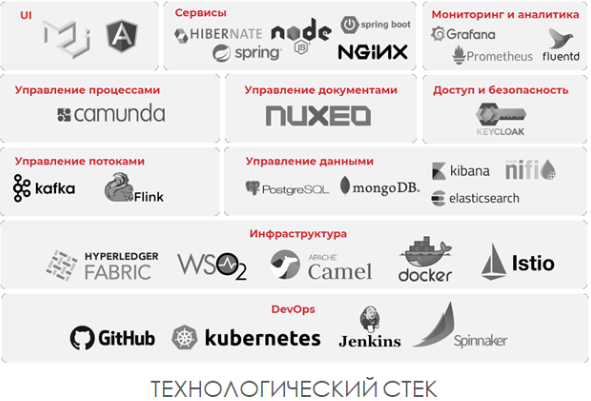 UI
Сервисы
HIBERNATE
node
JS
spring boot
spring
NGINX
Мониторинг и аналитика
Grafana
Prometheus
fluentd
Управление процессами
camunda
Управление документами
nuxeo
Доступ и безопасность
KEYCLOAK
Управление потоками
kafka
Flink
Управление данными
PostgreSQL
mongoDB.
kibana
nifi
elasticsearch
Инфраструктура
HYPERLEDGER
FABRIC
WSO2
APACHE
Camel
docker
Istio
DevOps
GitHub
kubernetes
Jenkins
Spinnaker
ТЕХНОЛОГИЧЕСКИЙ СТЕК